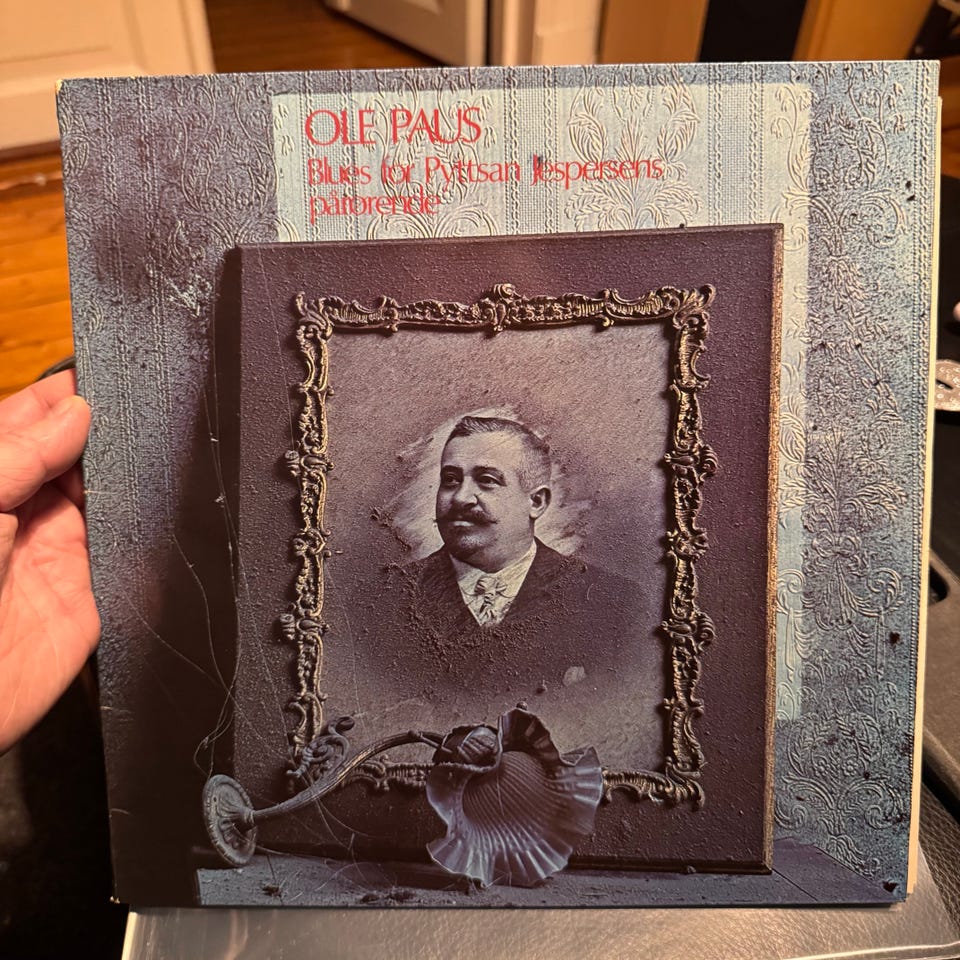 OLE PAUS
Blues for Pyttsan Jespersens
pårørende